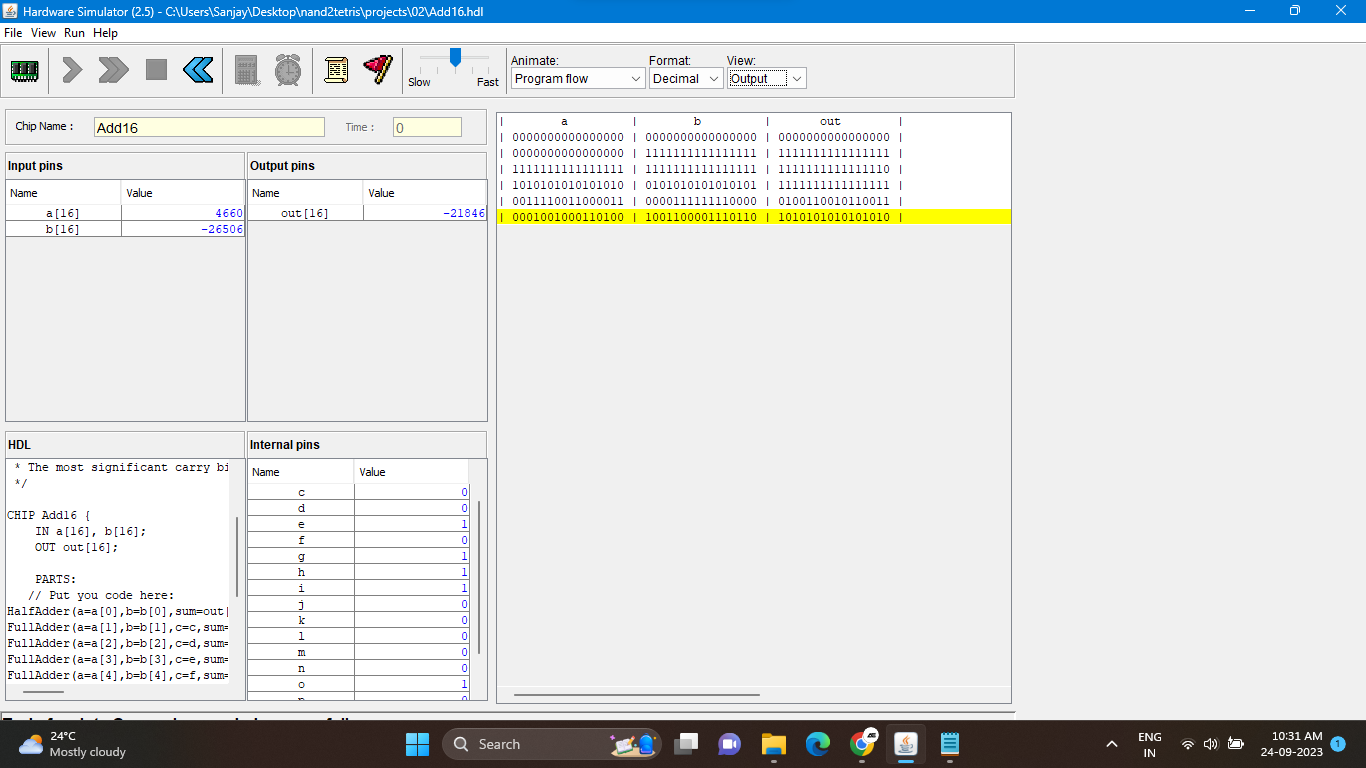 Hardware Simulator (2.5) - C:\Users\Sanjay\Desktop\nand2tetris\projects\02\Add16.hdl
File View Run Help
Slow Fast
Animate: Format: View:
Program flow Decimal Output
Chip Name : Add16 Time : 0
Input pins
Name Value
a[16] 4660
b[16] -26506
Output pins
Name Value
out[16] -21846
| a | b | out |
| 0000000000000000 | 0000000000000000 | 0000000000000000 |
| 0000000000000000 | 1111111111111111 | 1111111111111111 |
| 1111111111111111 | 1111111111111111 | 1111111111111110 |
| 1010101010101010 | 0101010101010101 | 1111111111111111 |
| 0011110011000011 | 0000111111110000 | 0100110010110011 |
| 0001001000110100 | 1001100001110110 | 1010101010101010 |
HDL
* The most significant carry bi
*/
CHIP Add16 {
IN a[16], b[16];
OUT out[16];
PARTS:
// Put you code here:
HalfAdder(a=a[0],b=b[0],sum=out[
FullAdder(a=a[1],b=b[1],c=c,sum=
FullAdder(a=a[2],b=b[2],c=d,sum=
FullAdder(a=a[3],b=b[3],c=e,sum=
FullAdder(a=a[4],b=b[4],c=f,sum=
Internal pins
Name Value
c 0
d 0
e 1
f 0
g 1
h 1
i 1
j 0
k 0
l 0
m 0
n 0
o 1
24°C
Mostly cloudy
Search
ENG
IN
10:31 AM
24-09-2023
1